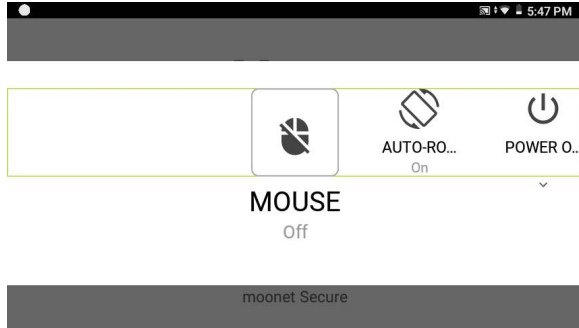 5:47 PM
AUTO-RO...
On
POWER O...
MOUSE
Off
moonet Secure